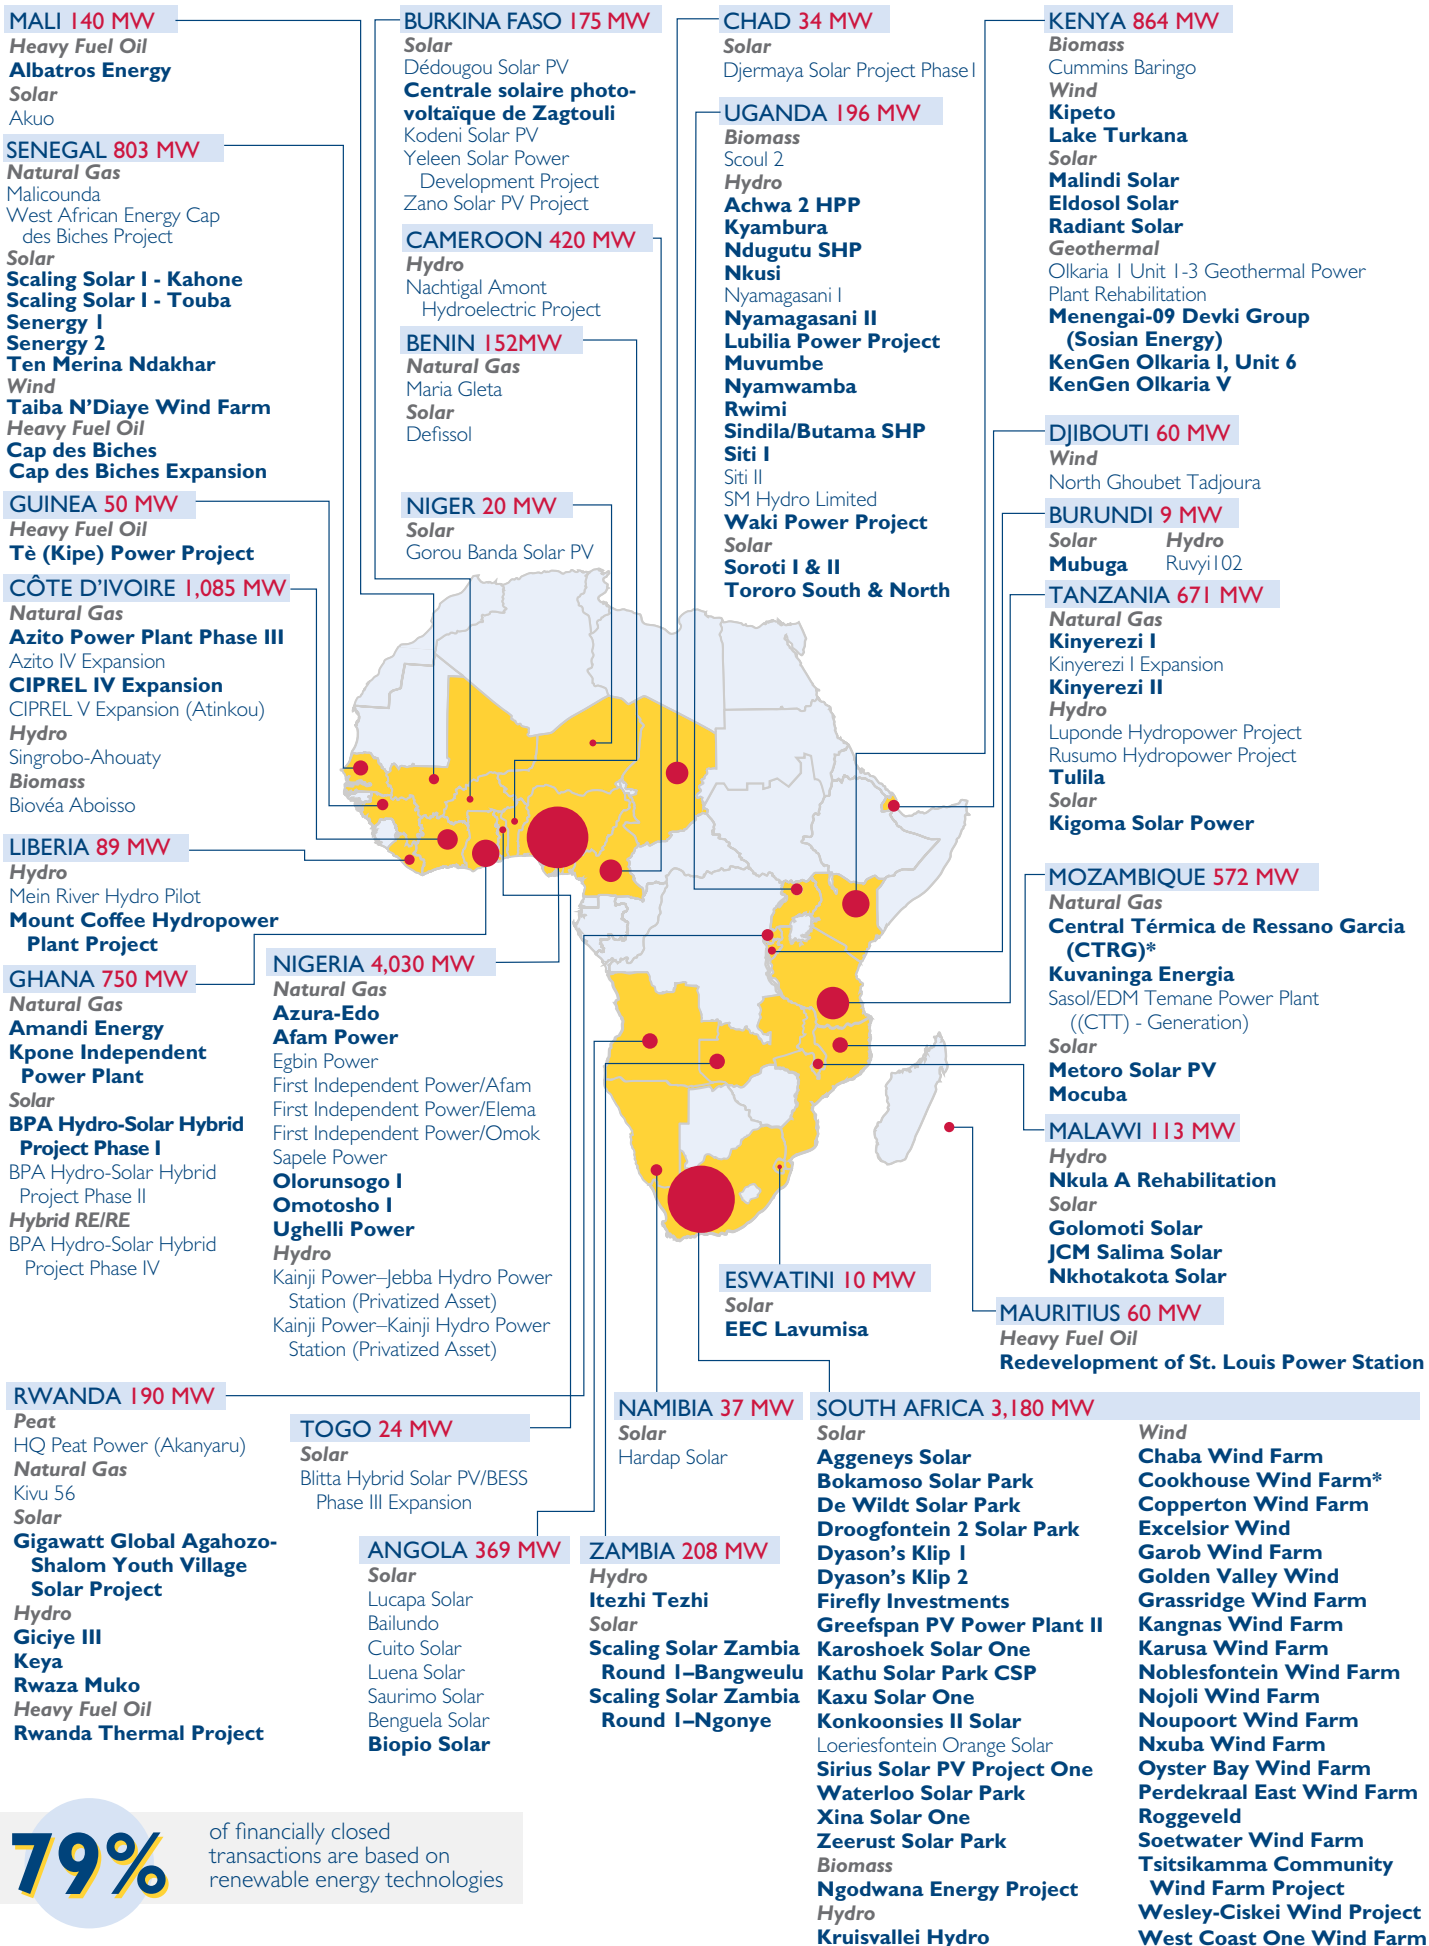 MALI 140 MW
Heavy Fuel Oil
Albatros Energy
Solar
Akuo
SENEGAL 803 MW
Natural Gas
Malicounda
West African Energy Cap
des Biches Project
Solar
Scaling Solar I - Kahone
Scaling Solar I - Touba
Senergy 1
Senergy 2
Ten Merina Ndakhar
Wind
Taiba N’Diaye Wind Farm
Heavy Fuel Oil
Cap des Biches
Cap des Biches Expansion
GUINEA 50 MW
Heavy Fuel Oil
Tè (Kipe) Power Project
CÔTE D’IVOIRE 1,085 MW
Natural Gas
Azito Power Plant Phase III
Azito IV Expansion
CIPREL IV Expansion
CIPREL V Expansion (Atinkou)
Hydro
Singrobo-Ahouaty
Biomass
Biovéa Aboisso
LIBERIA 89 MW
Hydro
Mein River Hydro Pilot
Mount Coffee Hydropower
Plant Project
GHANA 750 MW
Natural Gas
Amandi Energy
Kpone Independent
Power Plant
Solar
BPA Hydro-Solar Hybrid
Project Phase I
BPA Hydro-Solar Hybrid
Project Phase II
Hybrid RE/RE
BPA Hydro-Solar Hybrid
Project Phase IV
BURKINA FASO 175 MW
Solar
Dédougou Solar PV
Centrale solaire photo-
voltaïque de Zagtouli
Kodeni Solar PV
Yeleen Solar Power
Development Project
Zano Solar PV Project
CAMEROON 420 MW
Hydro
Nachtigal Amont
Hydroelectric Project
BENIN 152MW
Natural Gas
Maria Gleta
Solar
Defissol
NIGER 20 MW
Solar
Gorou Banda Solar PV
CHAD 34 MW
Solar
Djermaya Solar Project Phase I
UGANDA 196 MW
Biomass
Scoul 2
Hydro
Achwa 2 HPP
Kyambura
Ndugutu SHP
Nkusi
Nyamagasani I
Nyamagasani II
Lubilia Power Project
Muvumbe
Nyamwamba
Rwimi
Sindila/Butama SHP
Siti I
Siti II
SM Hydro Limited
Waki Power Project
Solar
Soroti I & II
Tororo South & North
KENYA 864 MW
Biomass
Cummins Baringo
Wind
Kipeto
Lake Turkana
Solar
Malindi Solar
Eldosol Solar
Radiant Solar
Geothermal
Olkaria 1 Unit 1-3 Geothermal Power
Plant Rehabilitation
Menengai-09 Devki Group
(Sosian Energy)
KenGen Olkaria I, Unit 6
KenGen Olkaria V
DJIBOUTI 60 MW
Wind
North Ghoubet Tadjoura
BURUNDI 9 MW
Solar Hydro
Mubuga Ruvyi102
TANZANIA 671 MW
Natural Gas
Kinyerezi I
Kinyerezi I Expansion
Kinyerezi II
Hydro
Luponde Hydropower Project
Rusumo Hydropower Project
Tulila
Solar
Kigoma Solar Power
MOZAMBIQUE 572 MW
Natural Gas
Central Térmica de Ressano Garcia
(CTRG)*
Kuvaninga Energia
Sasol/EDM Temane Power Plant
((CTT) - Generation)
Solar
Metoro Solar PV
Mocuba
MALAWI 113 MW
Hydro
Nkula A Rehabilitation
Solar
Golomoti Solar
JCM Salima Solar
Nkhotakota Solar
MAURITIUS 60 MW
Heavy Fuel Oil
Redevelopment of St. Louis Power Station
NIGERIA 4,030 MW
Natural Gas
Azura-Edo
Afam Power
Egbin Power
First Independent Power/Afam
First Independent Power/Elema
First Independent Power/Omok
Sapele Power
Olorunsogo I
Omotosho I
Ughelli Power
Hydro
Kainji Power–Jebba Hydro Power
Station (Privatized Asset)
Kainji Power–Kainji Hydro Power
Station (Privatized Asset)
ESWATINI 10 MW
Solar
EEC Lavumisa
RWANDA 190 MW
Peat
HQ Peat Power (Akanyaru)
Natural Gas
Kivu 56
Solar
Gigawatt Global Agahozo-
Shalom Youth Village
Solar Project
Hydro
Giciye III
Keya
Rwaza Muko
Heavy Fuel Oil
Rwanda Thermal Project
TOGO 24 MW
Solar
Blitta Hybrid Solar PV/BESS
Phase III Expansion
ANGOLA 369 MW
Solar
Lucapa Solar
Bailundo
Cuito Solar
Luena Solar
Saurimo Solar
Benguela Solar
Biopio Solar
NAMIBIA 37 MW
Solar
Hardap Solar
ZAMBIA 208 MW
Hydro
Itezhi Tezhi
Solar
Scaling Solar Zambia
Round 1–Bangweulu
Scaling Solar Zambia
Round 1–Ngonye
SOUTH AFRICA 3,180 MW
Solar
Aggeneys Solar
Bokamoso Solar Park
De Wildt Solar Park
Droogfontein 2 Solar Park
Dyason’s Klip 1
Dyason’s Klip 2
Firefly Investments
Greefspan PV Power Plant II
Karoshoek Solar One
Kathu Solar Park CSP
Kaxu Solar One
Konkoonsies II Solar
Loeriesfontein Orange Solar
Sirius Solar PV Project One
Waterloo Solar Park
Xina Solar One
Zeerust Solar Park
Biomass
Ngodwana Energy Project
Hydro
Kruisvallei Hydro
Wind
Chaba Wind Farm
Cookhouse Wind Farm*
Copperton Wind Farm
Excelsior Wind
Garob Wind Farm
Golden Valley Wind
Grassridge Wind Farm
Kangnas Wind Farm
Karusa Wind Farm
Noblesfontein Wind Farm
Nojoli Wind Farm
Noupoort Wind Farm
Nxuba Wind Farm
Oyster Bay Wind Farm
Perdekraal East Wind Farm
Roggeveld
Soetwater Wind Farm
Tsitsikamma Community
Wind Farm Project
Wesley-Ciskei Wind Project
West Coast One Wind Farm
79%
of financially closed
transactions are based on
renewable energy technologies